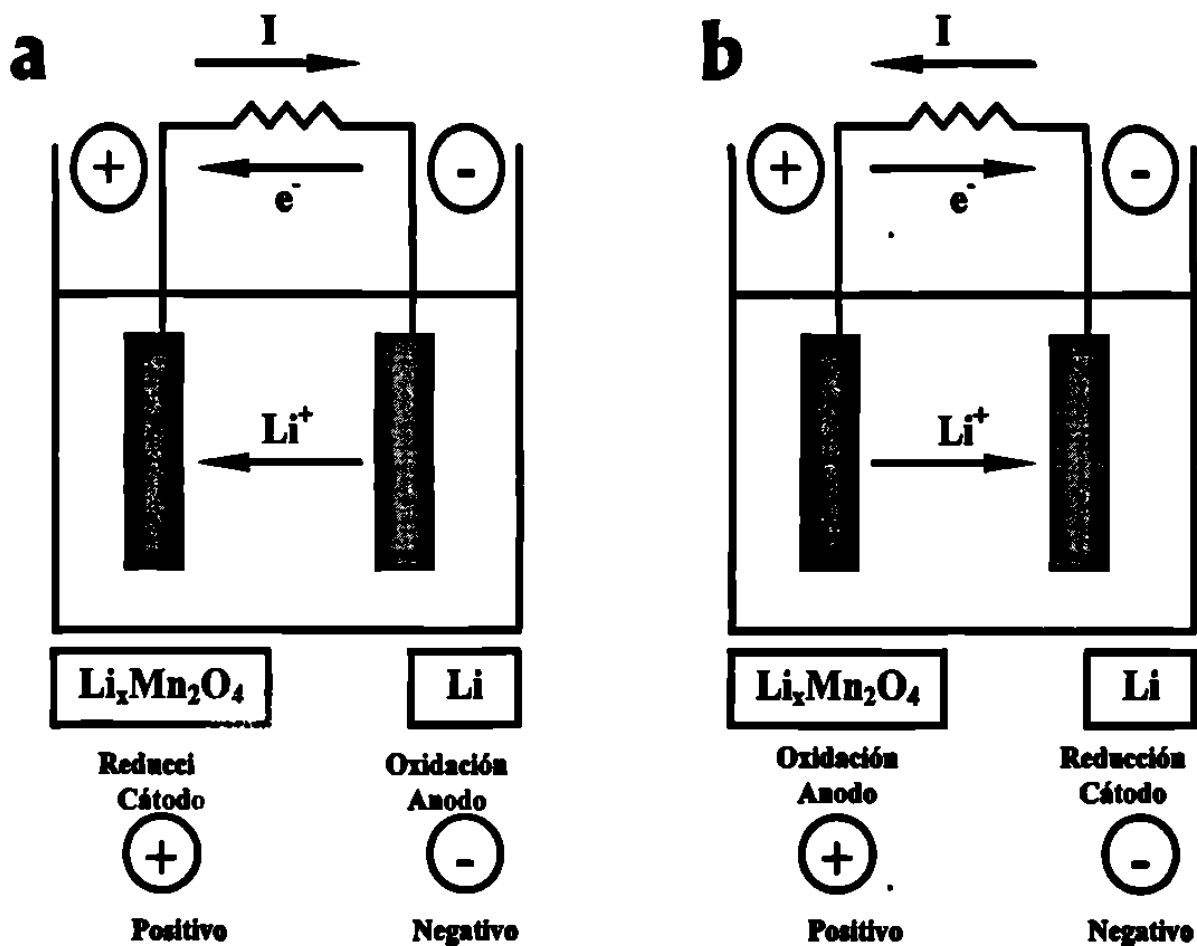 a
I
+
-
e⁻
Li⁺
LiₓMn₂O₄
Li
Reducci
Cátodo
Oxidación
Anodo
+
-
Positivo
Negativo
b
I
+
-
e⁻
Li⁺
LiₓMn₂O₄
Li
Oxidación
Anodo
Reducción
Cátodo
+
-
Positivo
Negativo